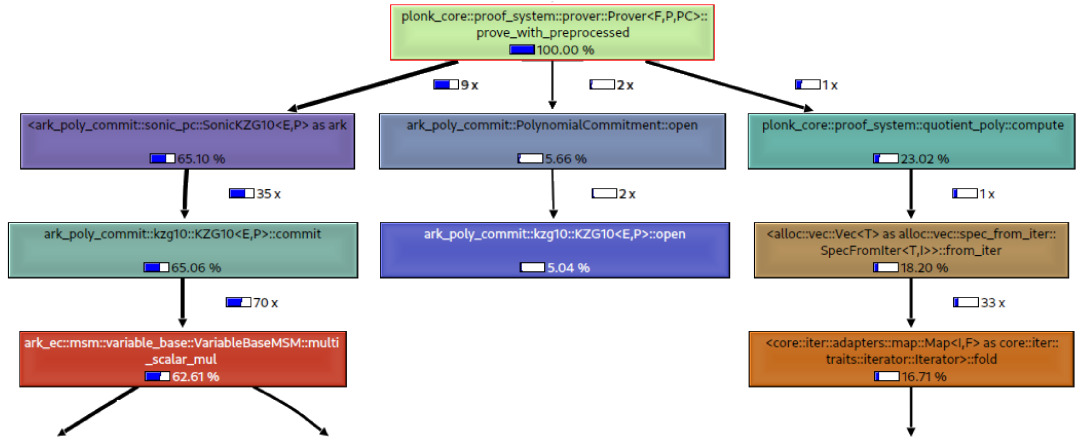 plonk_core::proof_system::prover::Prover<F,P,PC>::
prove_with_preprocessed
100.00 %
9 x
2 x
1 x
<ark_poly_commit::sonic_pc::SonicKZG10<E,P> as ark
65.10 %
ark_poly_commit::PolynomialCommitment::open
5.66 %
plonk_core::proof_system::quotient_poly::compute
23.02 %
35 x
2 x
1 x
ark_poly_commit::kzg10::KZG10<E,P>::commit
65.06 %
ark_poly_commit::kzg10::KZG10<E,P>::open
5.04 %
<alloc::vec::Vec<T> as alloc::vec::spec_from_iter::
SpecFromIter<T,I>>::from_iter
18.20 %
70 x
33 x
ark_ec::msm::variable_base::VariableBaseMSM::multi
_scalar_mul
62.61 %
<core::iter::adapters::map::Map<I,F> as core::iter::
traits::iterator::Iterator>::fold
16.71 %